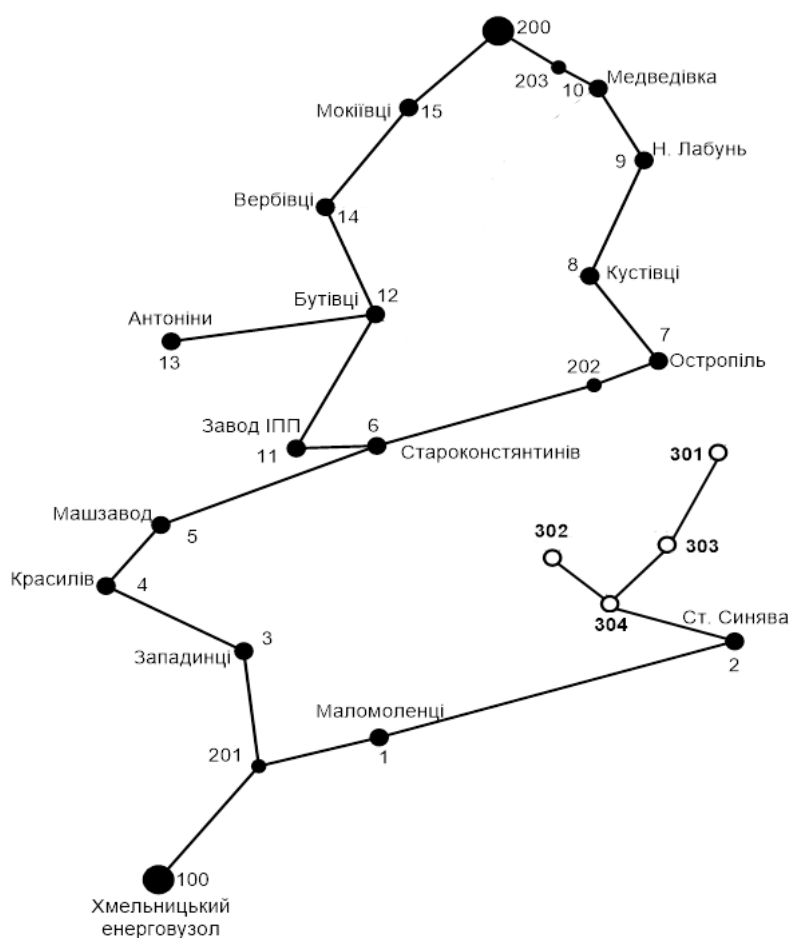 200
203
10
Медведівка
Мокіївці
15
9
Н. Лабунь
Вербівці
14
8
Кустівці
Бутівці
12
Антоніни
13
7
202
Остропіль
Завод ІПП
6
11
Староконстянтинів
301
Машзавод
5
302
303
Красилів
4
304
Ст. Синява
2
3
Западинці
Маломоленці
201
1
100
Хмельницький
енерговузол